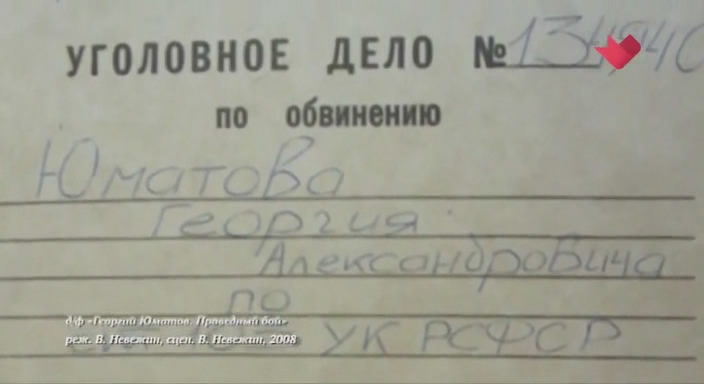 УГОЛОВНОЕ ДЕЛО №
по обвинению
Юматова
Георгия
Александровича
по
УК РСФСР
д/ф «Георгий Юматов. Праведный бой»
реж. В. Невежин, сцен. В. Невежин, 2008